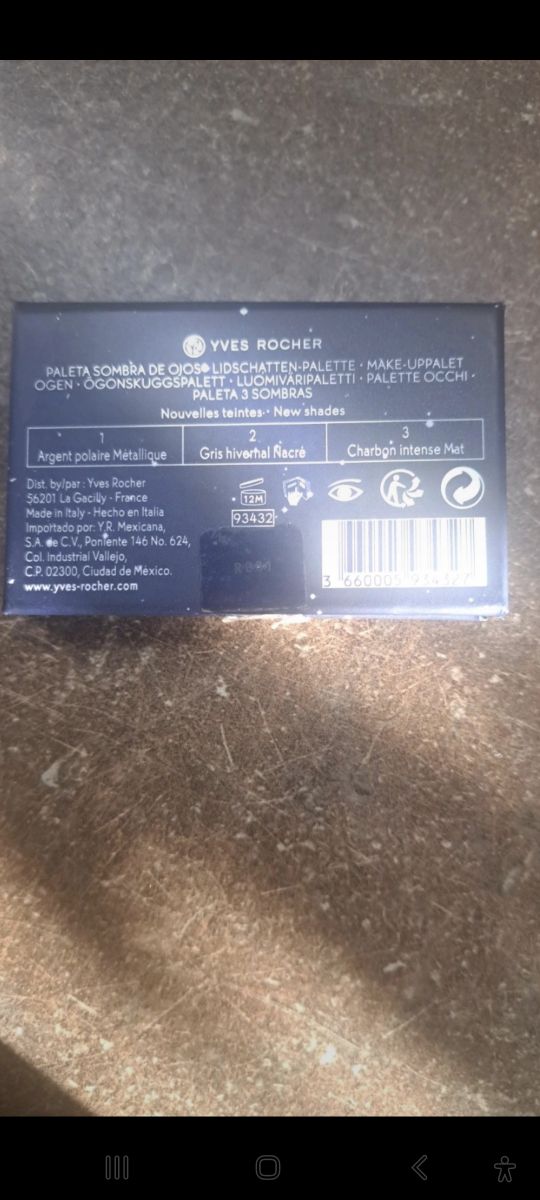 YVES ROCHER
PALETA SOMBRA DE OJOS LIDSCHATTEN-PALETTE · MAKE-UPPALET
OGEN · ÖGONSKUGGSPALETT · LUOMIVÄRIPALETTI · PALETTE OCCHI ·
PALETA 3 SOMBRAS
Nouvelles teintes · New shades
1
Argent polaire Métallique
2
Gris hivernal Nacré
3
Charbon intense Mat
Dist. by/par : Yves Rocher
56201 La Gacilly - France
Made in Italy - Hecho en Italia
Importado por: Y.R. Mexicana,
S.A. de C.V., Poniente 146 No. 624,
Col. Industrial Vallejo,
C.P. 02300, Ciudad de México.
www.yves-rocher.com
12M
93432
3 660005 934327